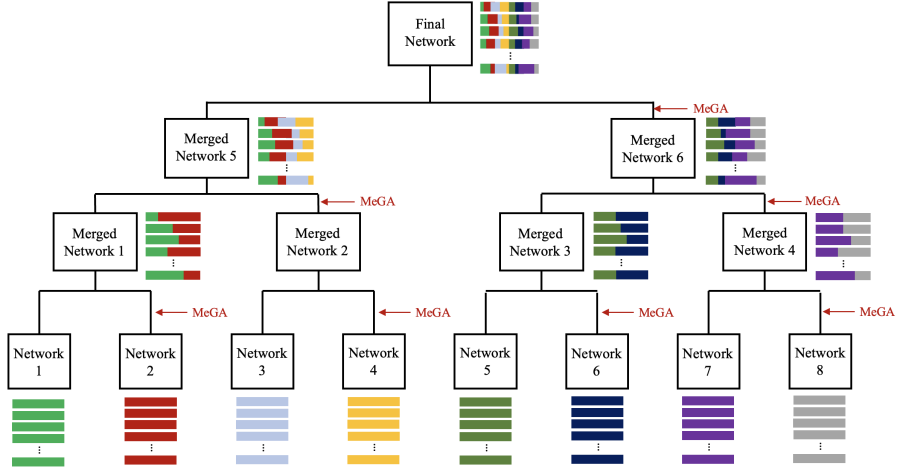 Final
Network
MeGA
Merged
Network 5
Merged
Network 6
MeGA
MeGA
Merged
Network 1
Merged
Network 2
Merged
Network 3
Merged
Network 4
MeGA
MeGA
MeGA
MeGA
Network
1
Network
2
Network
3
Network
4
Network
5
Network
6
Network
7
Network
8